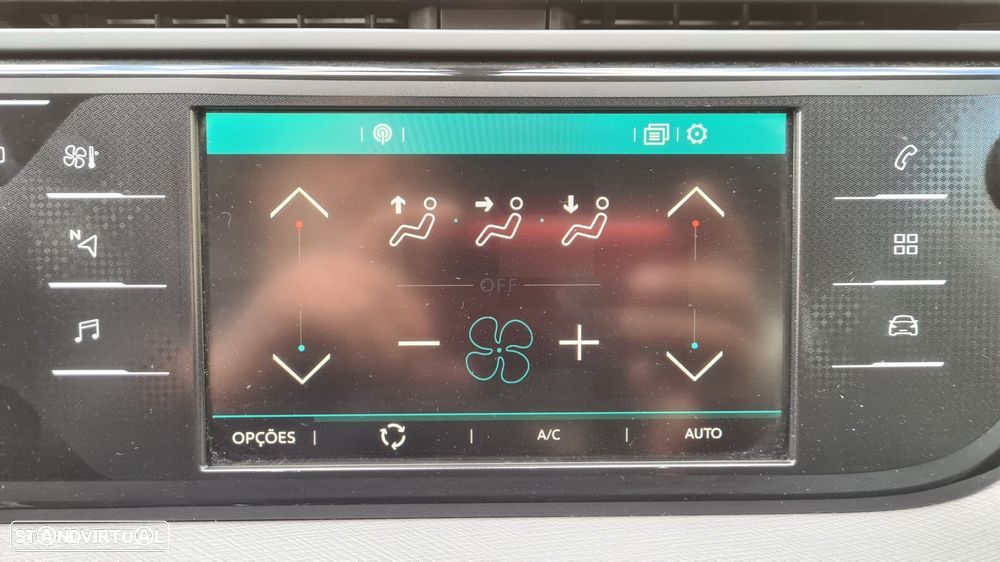 N
OFF
OPÇÕES | | A/C | AUTO
STANDVIRTUAL